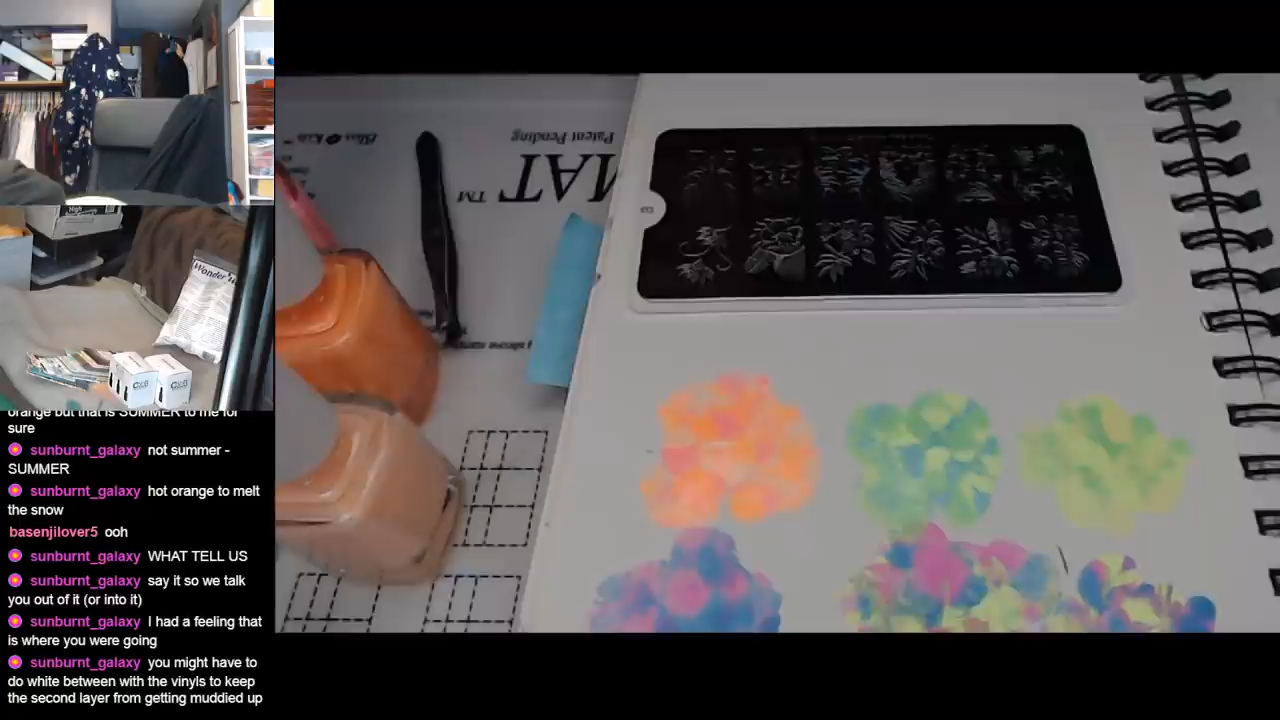 orange but that is SUMMER to me for
sure
sunburnt_galaxy not summer -
SUMMER
sunburnt_galaxy hot orange to melt
the snow
basenjilover5 ooh
sunburnt_galaxy WHAT TELL US
sunburnt_galaxy say it so we talk
you out of it (or into it)
sunburnt_galaxy I had a feeling that
is where you were going
sunburnt_galaxy you might have to
do white between with the vinyls to keep
the second layer from getting muddied up
Patent Pending
MAT™